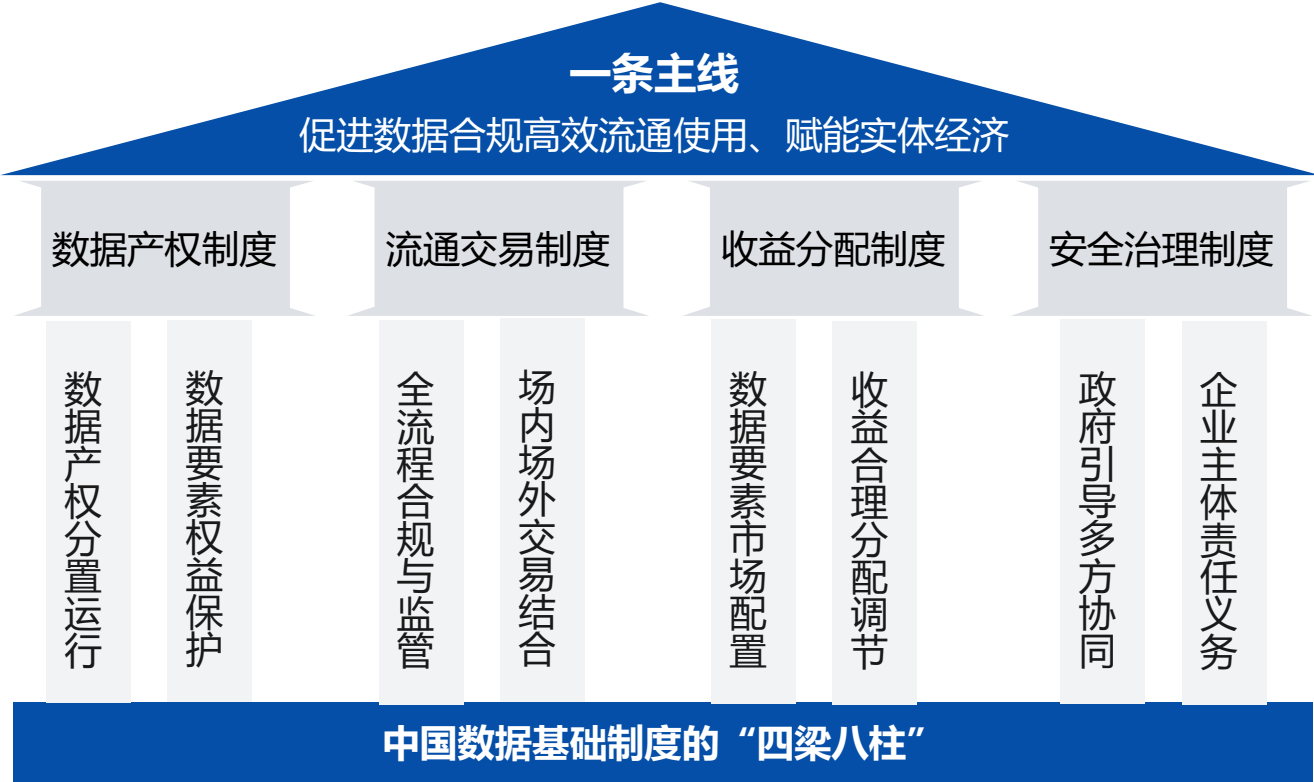 一条主线
促进数据合规高效流通使用、赋能实体经济
数据产权制度
流通交易制度
收益分配制度
安全治理制度
数据产权分置运行
数据要素权益保护
全流程合规与监管
场内场外交易结合
数据要素市场配置
收益合理分配调节
政府引导多方协同
企业主体责任义务
中国数据基础制度的“四梁八柱”